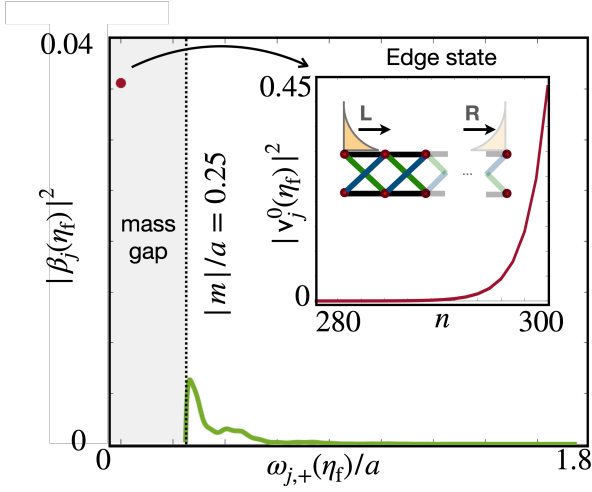 0.04
Edge state
0.45
L
R
...
|v_j^0(η_f)|^2
0
280
n
300
mass
gap
|m|/a = 0.25
|β_j(η_f)|^2
0
0
ω_{j,+}(η_f)/a
1.8